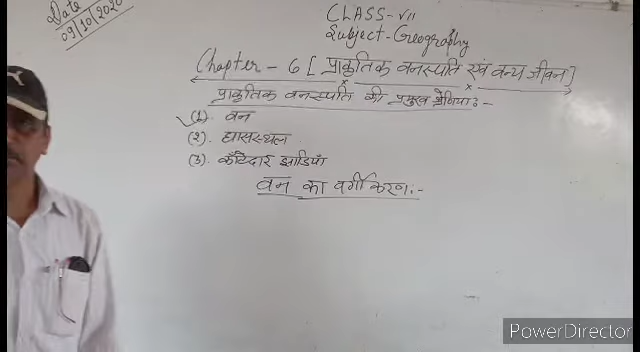 Date
09/10/2020
CLASS-VII
Subject-Geography
Chapter - 6 [प्राकृतिक वनस्पति एवं वन्य जीवन]
प्राकृतिक वनस्पति की प्रमुख श्रेणियाँ :-
(1). वन
(२). घासस्थल
(3). काँटेदार झाडियाँ
वन का वर्गीकरण:-
PowerDirector